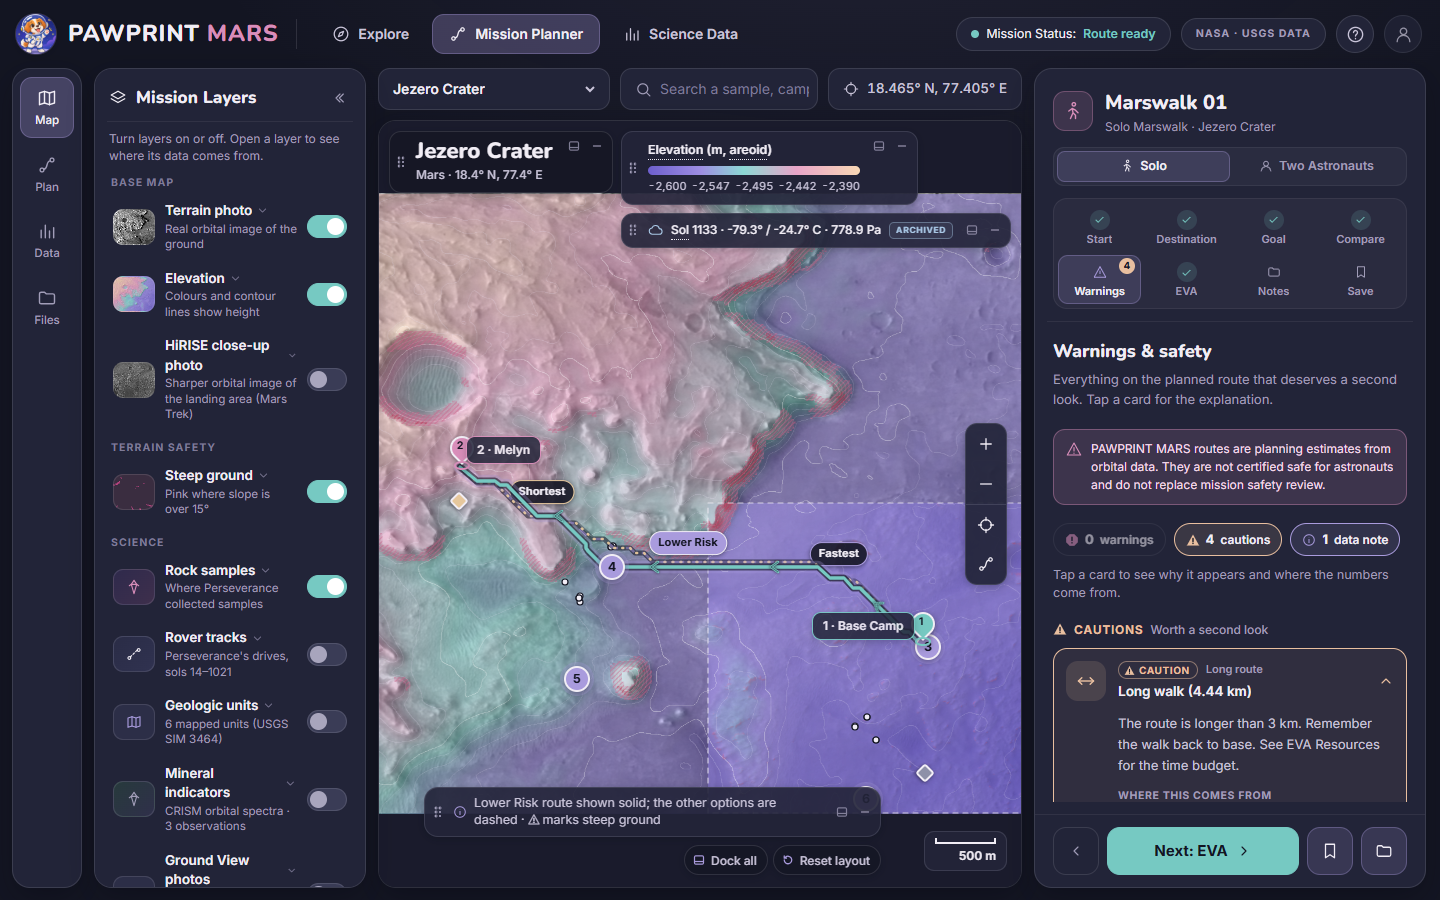 PAWPRINT MARS
Explore
Mission Planner
Science Data
Mission Status: Route ready
NASA · USGS DATA
Map
Plan
Data
Files
Mission Layers
Turn layers on or off. Open a layer to see
where its data comes from.
BASE MAP
Terrain photo
Real orbital image of the
ground
Elevation
Colours and contour
lines show height
HiRISE close-up
photo
Sharper orbital image of
the landing area (Mars
Trek)
TERRAIN SAFETY
Steep ground
Pink where slope is
over 15°
SCIENCE
Rock samples
Where Perseverance
collected samples
Rover tracks
Perseverance's drives,
sols 14–1021
Geologic units
6 mapped units (USGS
SIM 3464)
Mineral
indicators
CRISM orbital spectra ·
3 observations
Ground View
photos
Jezero Crater
Search a sample, camp
18.465° N, 77.405° E
Jezero Crater
Mars · 18.4° N, 77.4° E
Elevation (m, areoid)
−2,600 −2,547 −2,495 −2,442 −2,390
Sol 1133 · -79.3° / -24.7° C · 778.9 Pa ARCHIVED
2
2 · Melyn
Shortest
Lower Risk
Fastest
4
1 · Base Camp
1
3
5
Lower Risk route shown solid; the other options are
dashed · ⚠ marks steep ground
Dock all
Reset layout
500 m
Marswalk 01
Solo Marswalk · Jezero Crater
Solo
Two Astronauts
Start
Destination
Goal
Compare
4
Warnings
EVA
Notes
Save
Warnings & safety
Everything on the planned route that deserves a second
look. Tap a card for the explanation.
PAWPRINT MARS routes are planning estimates from
orbital data. They are not certified safe for astronauts
and do not replace mission safety review.
0 warnings
4 cautions
1 data note
Tap a card to see why it appears and where the numbers
come from.
CAUTIONS Worth a second look
CAUTION Long route
Long walk (4.44 km)
The route is longer than 3 km. Remember
the walk back to base. See EVA Resources
for the time budget.
WHERE THIS COMES FROM
Next: EVA